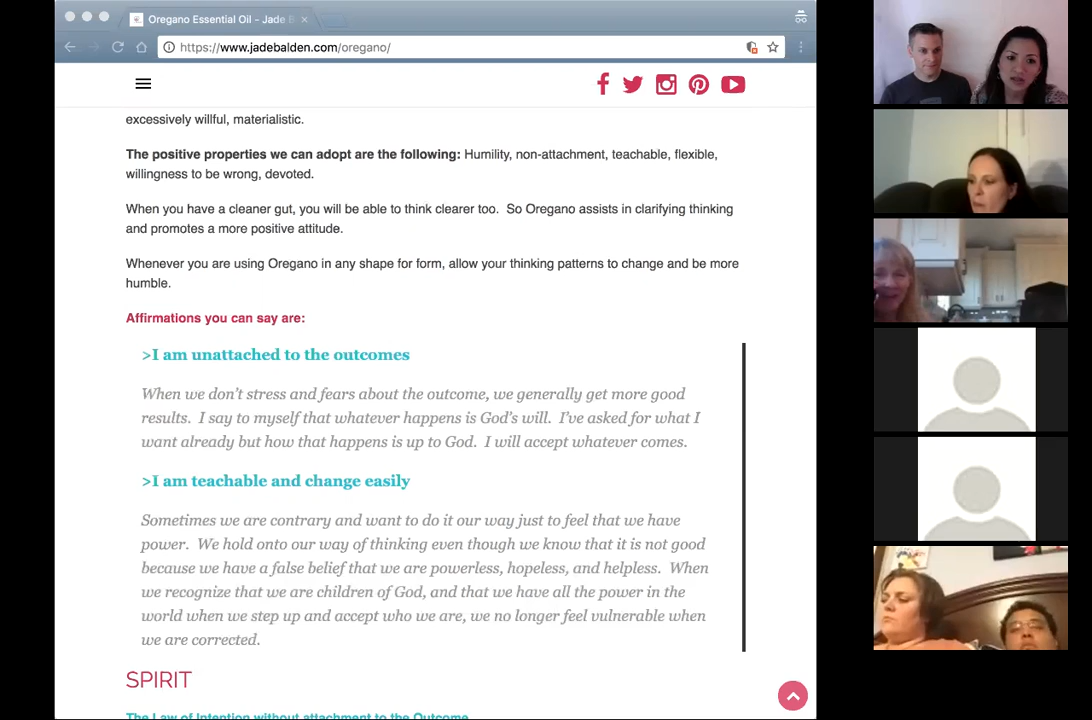 Oregano Essential Oil - Jade B
https://www.jadebalden.com/oregano/
excessively willful, materialistic.
The positive properties we can adopt are the following: Humility, non-attachment, teachable, flexible,
willingness to be wrong, devoted.
When you have a cleaner gut, you will be able to think clearer too. So Oregano assists in clarifying thinking
and promotes a more positive attitude.
Whenever you are using Oregano in any shape for form, allow your thinking patterns to change and be more
humble.
Affirmations you can say are:
>I am unattached to the outcomes
When we don't stress and fears about the outcome, we generally get more good
results. I say to myself that whatever happens is God's will. I've asked for what I
want already but how that happens is up to God. I will accept whatever comes.
>I am teachable and change easily
Sometimes we are contrary and want to do it our way just to feel that we have
power. We hold onto our way of thinking even though we know that it is not good
because we have a false belief that we are powerless, hopeless, and helpless. When
we recognize that we are children of God, and that we have all the power in the
world when we step up and accept who we are, we no longer feel vulnerable when
we are corrected.
SPIRIT
The Law of Intention without attachment to the Outcome